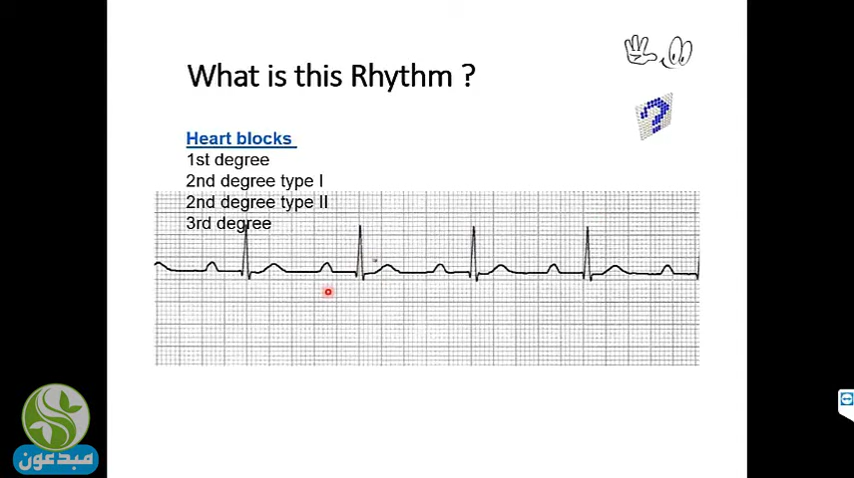 What is this Rhythm ?
?
Heart blocks
1st degree
2nd degree type I
2nd degree type II
3rd degree
مبدعون